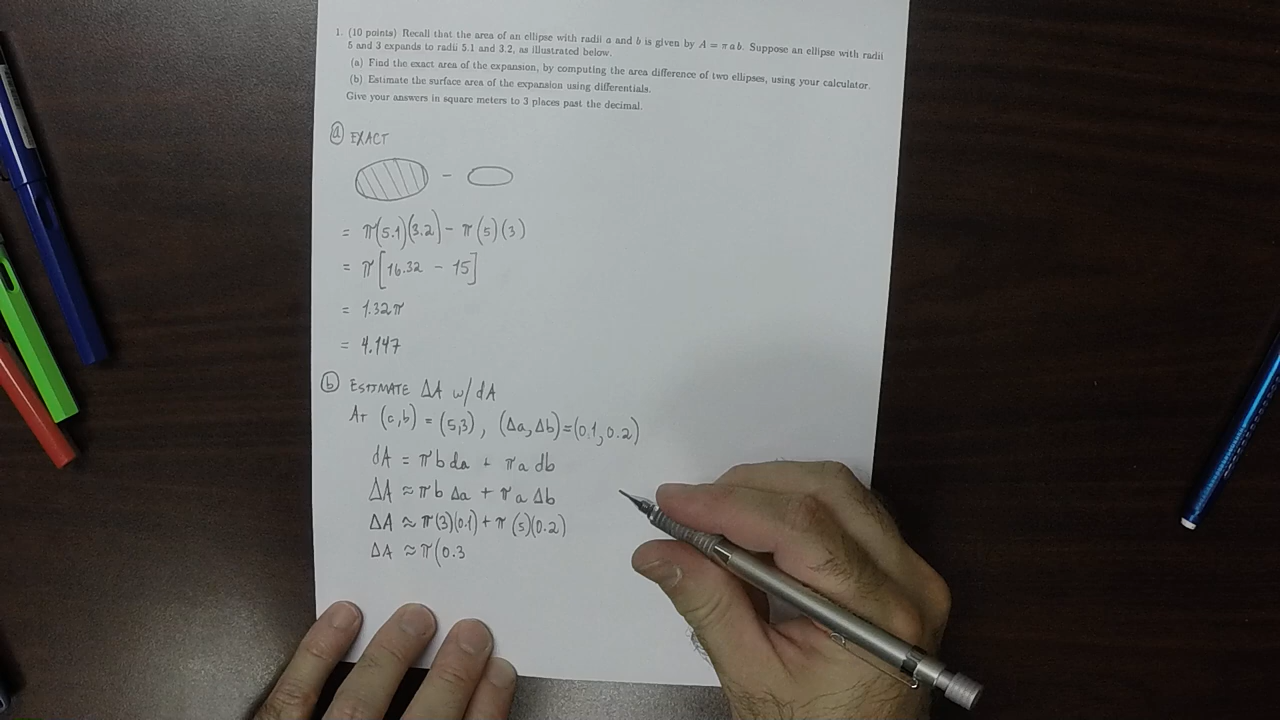 1. (10 points) Recall that the area of an ellipse with radii a and b is given by A = π a b. Suppose an ellipse with radii
5 and 3 expands to radii 5.1 and 3.2, as illustrated below.
(a) Find the exact area of the expansion, by computing the area difference of two ellipses, using your calculator.
(b) Estimate the surface area of the expansion using differentials.
Give your answers in square meters to 3 places past the decimal.
ⓐ EXACT
-
= π(5.1)(3.2) - π(5)(3)
= π[16.32 - 15]
= 1.32π
= 4.147
ⓑ ESTIMATE ΔA w/ dA
AT (a,b) = (5,3), (Δa,Δb)=(0.1,0.2)
dA = πb da + πa db
ΔA ≈ πb Δa + πa Δb
ΔA ≈ π(3)(0.1) + π(5)(0.2)
ΔA ≈ π(0.3